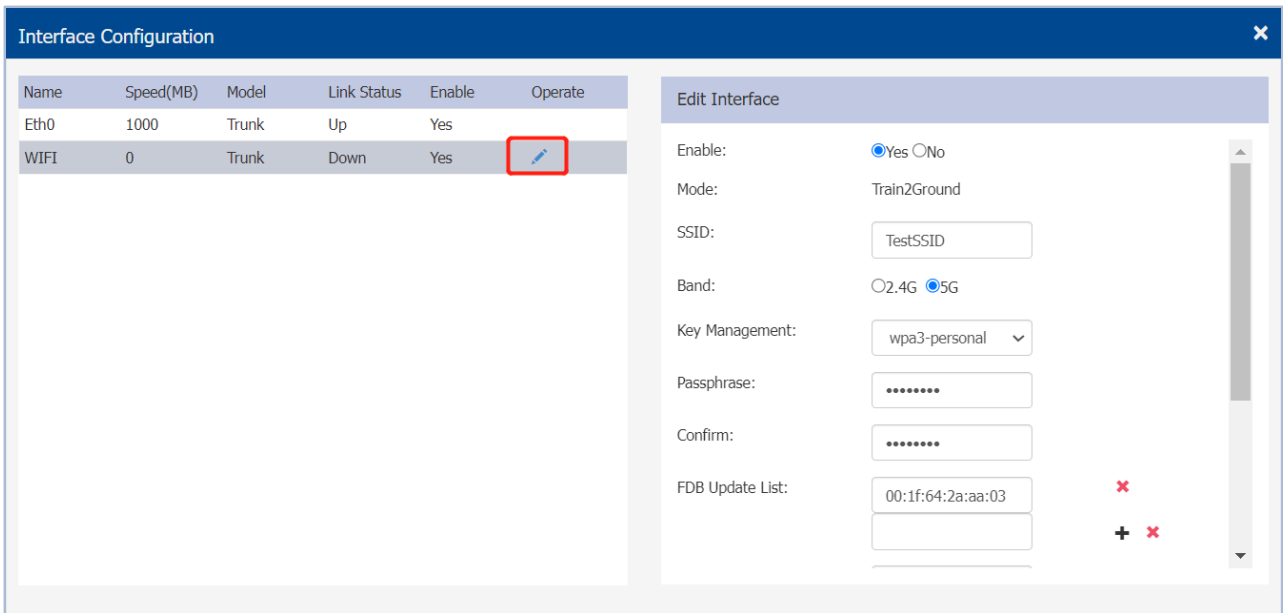 Interface Configuration
Name Speed(MB) Model Link Status Enable Operate
Eth0 1000 Trunk Up Yes
WIFI 0 Trunk Down Yes
Edit Interface
Enable: Yes No
Mode: Train2Ground
SSID: TestSSID
Band: 2.4G 5G
Key Management: wpa3-personal
Passphrase: ••••••••
Confirm: ••••••••
FDB Update List: 00:1f:64:2a:aa:03